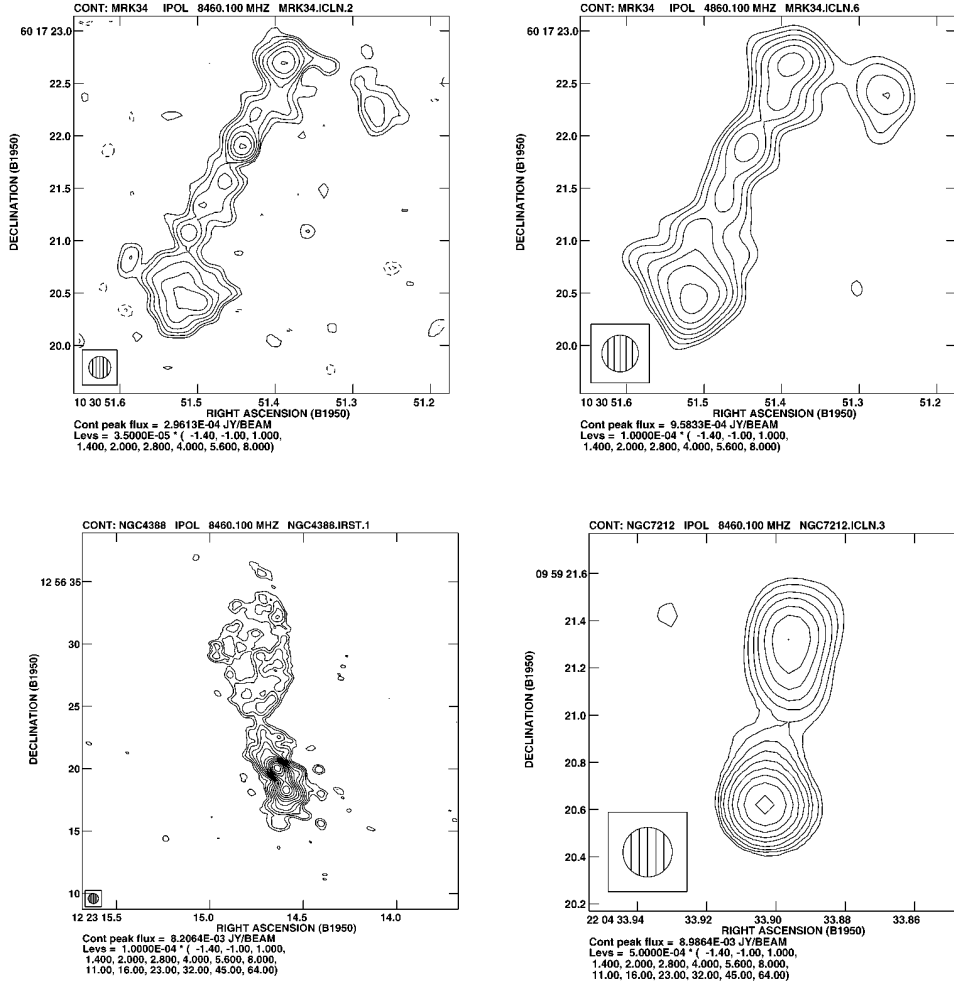 CONT: MRK34 IPOL 8460.100 MHZ MRK34.ICLN.2
60 17 23.0
22.5
22.0
21.5
21.0
20.5
20.0
DECLINATION (B1950)
10 30 51.6 51.5 51.4 51.3 51.2
RIGHT ASCENSION (B1950)
Cont peak flux = 2.9613E-04 JY/BEAM
Levs = 3.5000E-05 * ( -1.40, -1.00, 1.000,
1.400, 2.000, 2.800, 4.000, 5.600, 8.000)
CONT: MRK34 IPOL 4860.100 MHZ MRK34.ICLN.6
60 17 23.0
22.5
22.0
21.5
21.0
20.5
20.0
DECLINATION (B1950)
10 30 51.6 51.5 51.4 51.3 51.2
RIGHT ASCENSION (B1950)
Cont peak flux = 9.5833E-04 JY/BEAM
Levs = 1.0000E-04 * ( -1.40, -1.00, 1.000,
1.400, 2.000, 2.800, 4.000, 5.600, 8.000)
CONT: NGC4388 IPOL 8460.100 MHZ NGC4388.IRST.1
12 56 35
30
25
20
15
10
DECLINATION (B1950)
12 23 15.5 15.0 14.5 14.0
RIGHT ASCENSION (B1950)
Cont peak flux = 8.2064E-03 JY/BEAM
Levs = 1.0000E-04 * ( -1.40, -1.00, 1.000,
1.400, 2.000, 2.800, 4.000, 5.600, 8.000,
11.00, 16.00, 23.00, 32.00, 45.00, 64.00)
CONT: NGC7212 IPOL 8460.100 MHZ NGC7212.ICLN.3
09 59 21.6
21.4
21.2
21.0
20.8
20.6
20.4
20.2
DECLINATION (B1950)
22 04 33.94 33.92 33.90 33.88 33.86
RIGHT ASCENSION (B1950)
Cont peak flux = 8.9864E-03 JY/BEAM
Levs = 5.0000E-04 * ( -1.40, -1.00, 1.000,
1.400, 2.000, 2.800, 4.000, 5.600, 8.000,
11.00, 16.00, 23.00, 32.00, 45.00, 64.00)